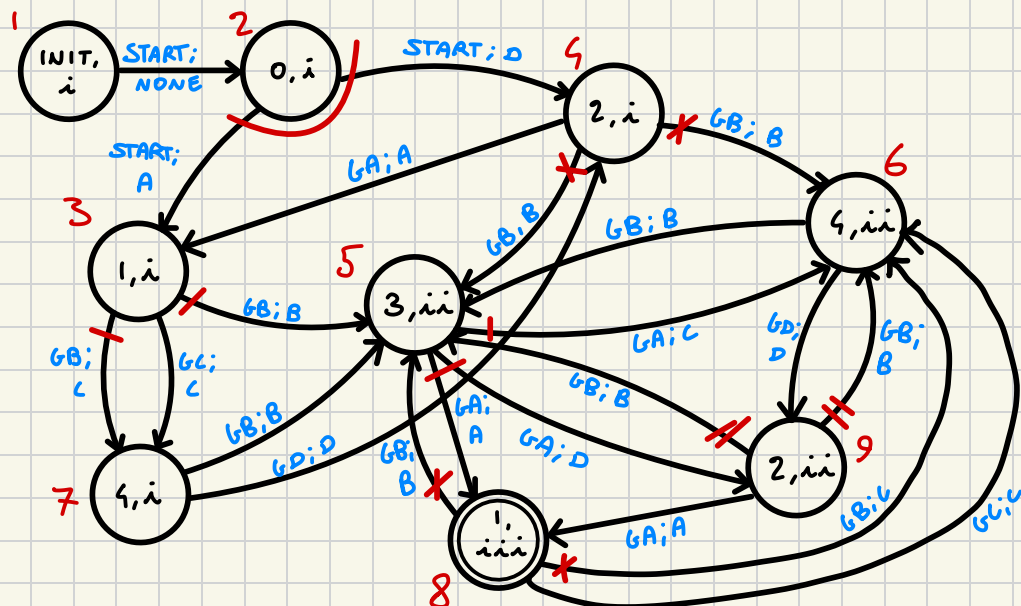 1
INIT,
i
START;
NONE
2
0,i
START; D
4
2,i
GB; B
6
4,ii
START;
A
GA; A
3
1,i
GB; B
GB; B
5
3,ii
GB; B
GA; C
GD;
D
GB;
B
GB;
C
GC;
C
GB; B
GD; D
GB;
B
GA;
A
GB; B
GA; D
9
2,ii
7
4,i
GA; A
GB; C
GC; C
1,
iii
8